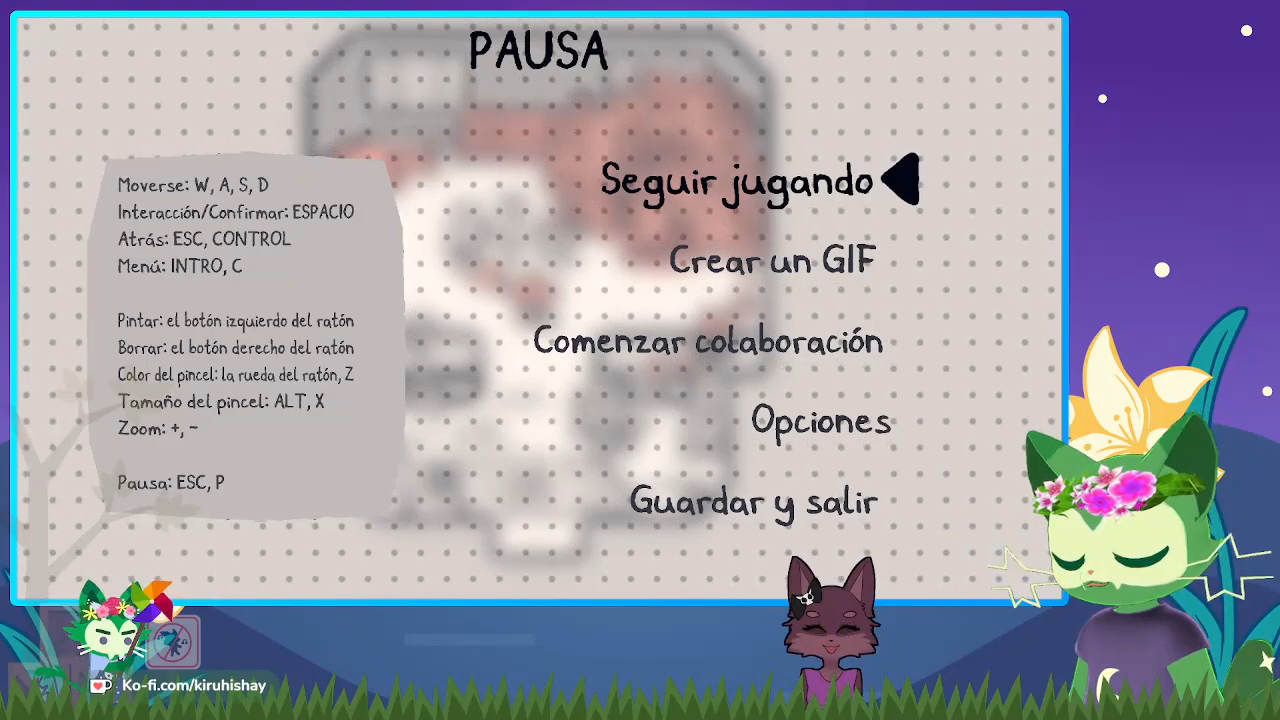 PAUSA
Moverse: W, A, S, D
Interacción/Confirmar: ESPACIO
Atrás: ESC, CONTROL
Menú: INTRO, C
Pintar: el botón izquierdo del ratón
Borrar: el botón derecho del ratón
Color del pincel: la rueda del ratón, Z
Tamaño del pincel: ALT, X
Zoom: +, -
Pausa: ESC, P
Seguir jugando
Crear un GIF
Comenzar colaboración
Opciones
Guardar y salir
Ko-fi.com/kiruhishay